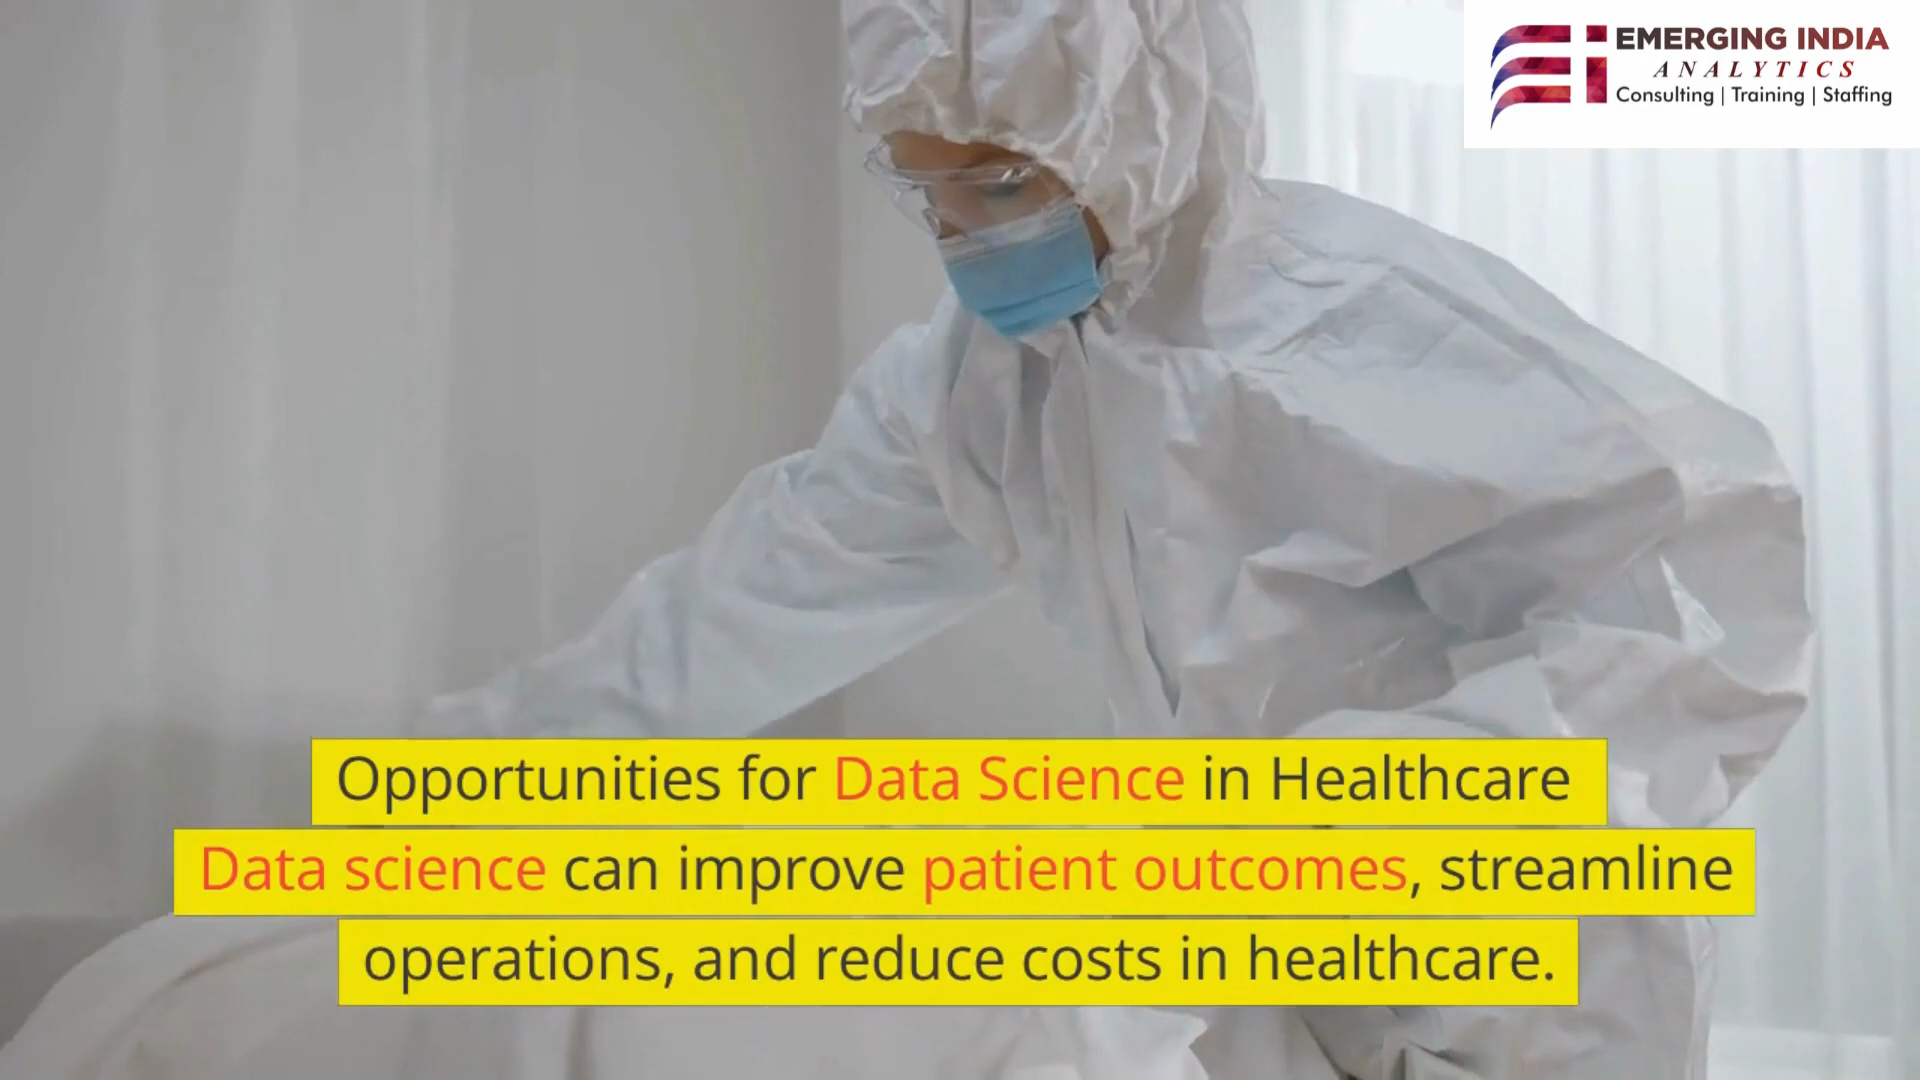 EMERGING INDIA
ANALYTICS
Consulting | Training | Staffing
Opportunities for Data Science in Healthcare
Data science can improve patient outcomes, streamline
operations, and reduce costs in healthcare.